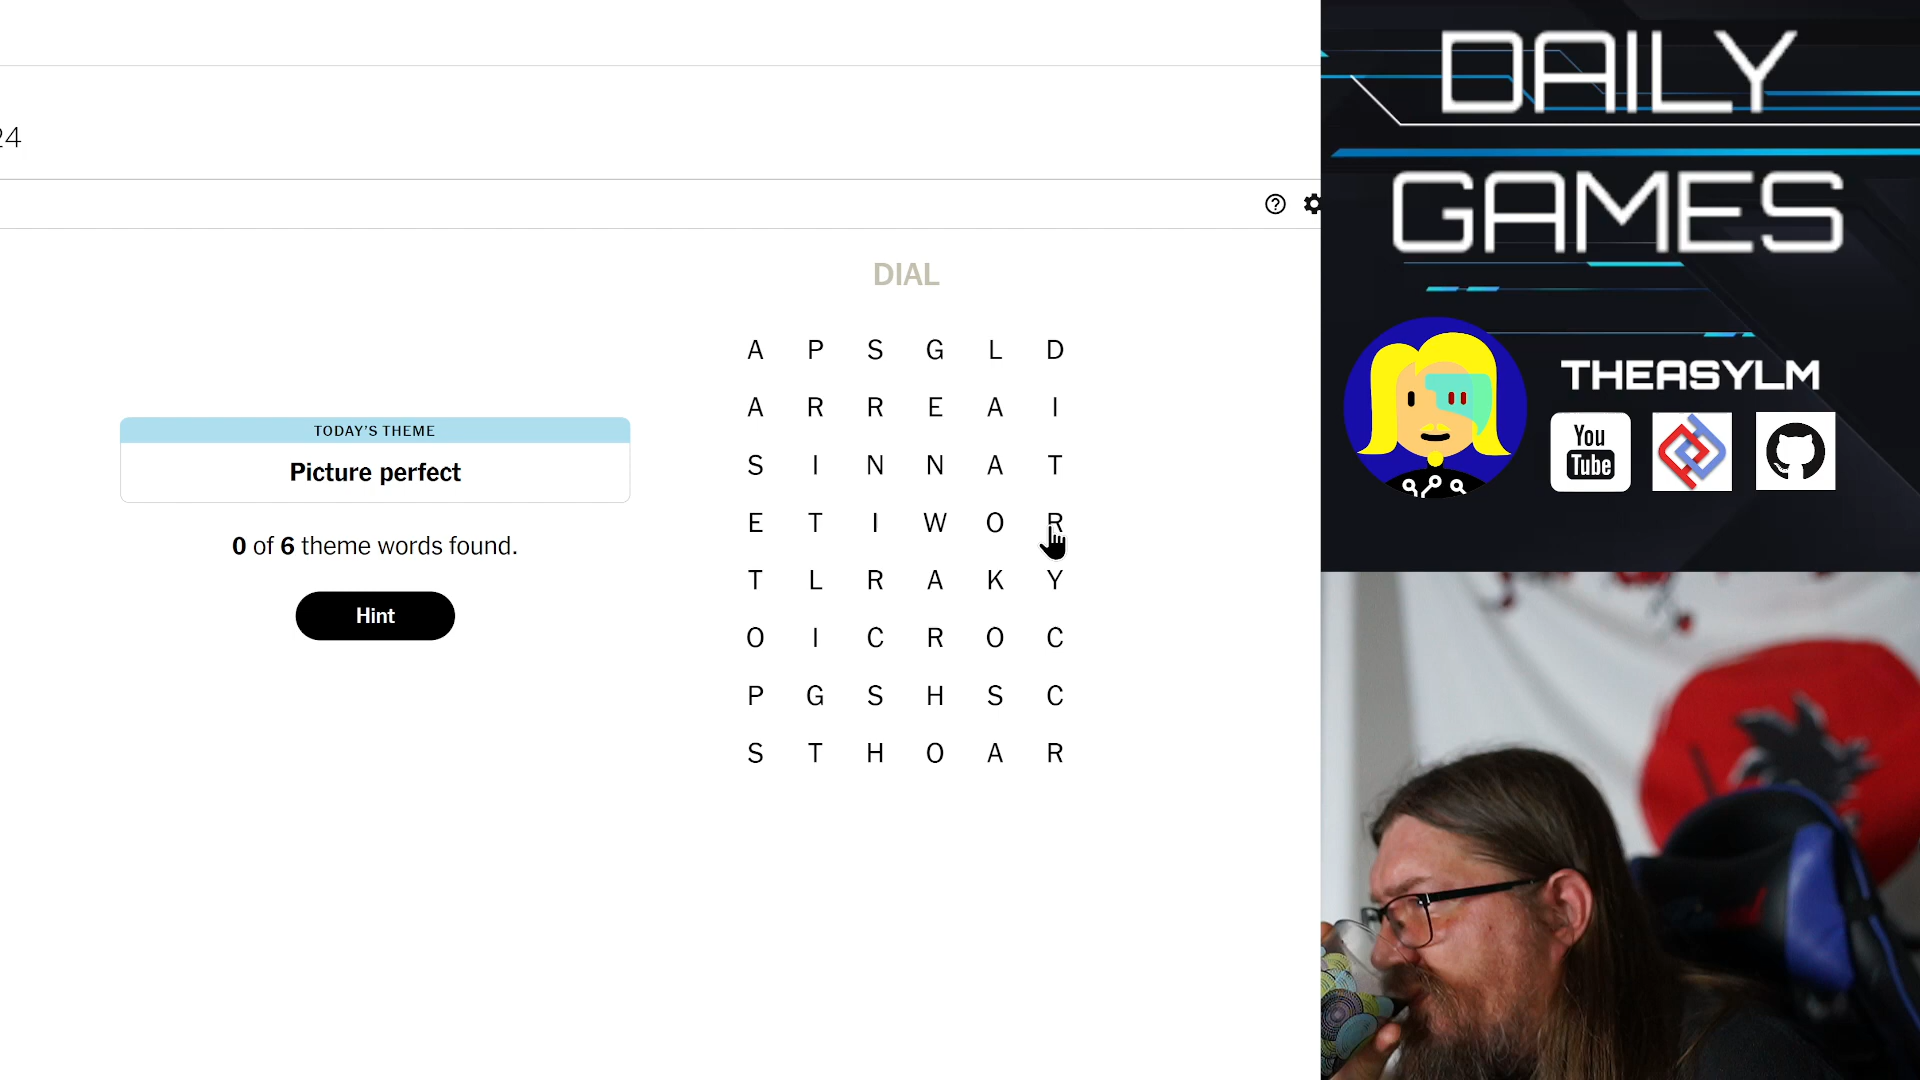 DAILY
GAMES
24
DIAL
A P S G L D
A R R E A I
S I N N A T
E T I W O R
T L R A K Y
O I C R O C
P G S H S C
S T H O A R
TODAY'S THEME
Picture perfect
0 of 6 theme words found.
Hint
THEASYLM
You
Tube